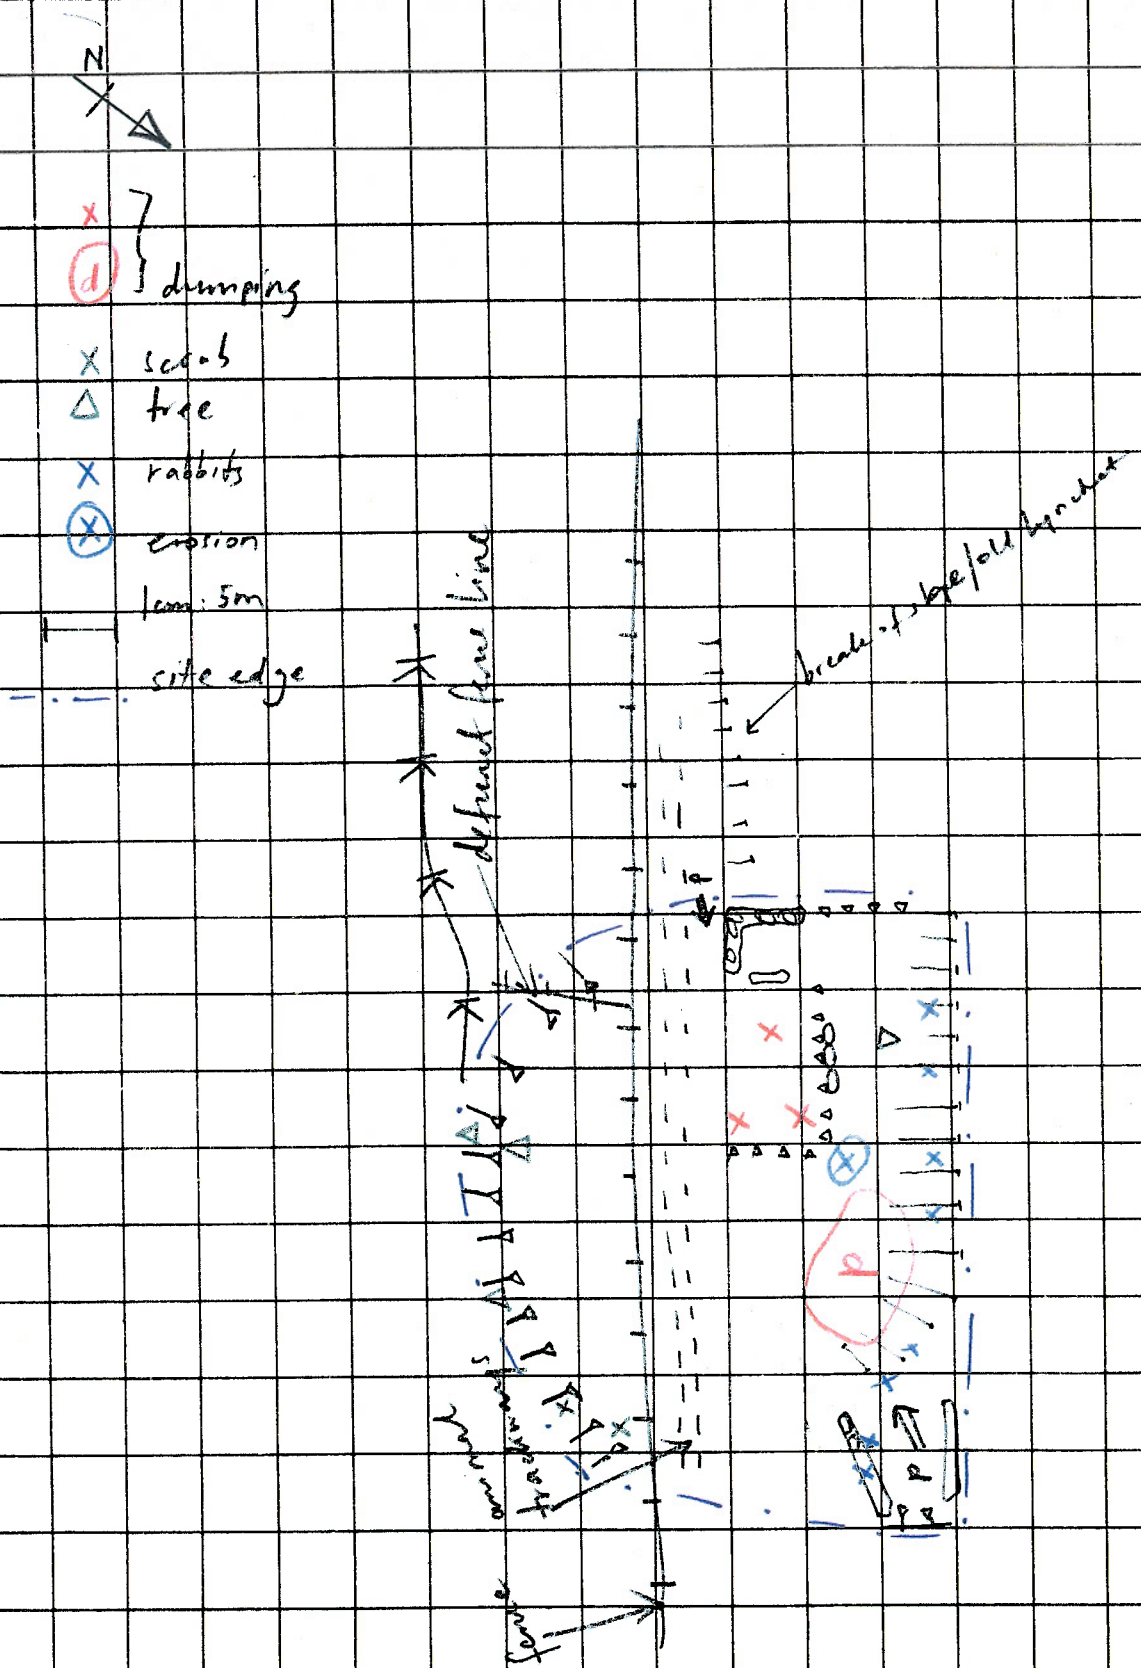 N
x
d
dumping
x scrub
tree
x rabbits
x erosion
1cm: 5m
site edge
defunct fence line
break of slope/old lynchet
P
d
P
animal
trackways
fence